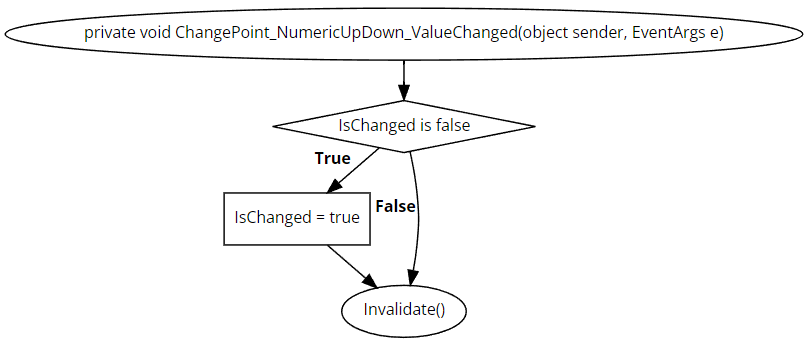 private void ChangePoint_NumericUpDown_ValueChanged(object sender, EventArgs e)
IsChanged is false
True
False
IsChanged = true
Invalidate()